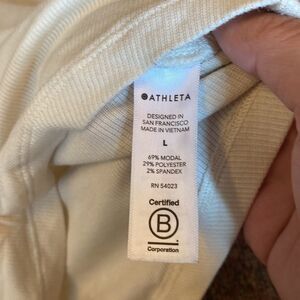 ATHLETA
DESIGNED IN
SAN FRANCISCO
MADE IN VIETNAM
L
69% MODAL
29% POLYESTER
2% SPANDEX
RN 54023
Certified
B
Corporation